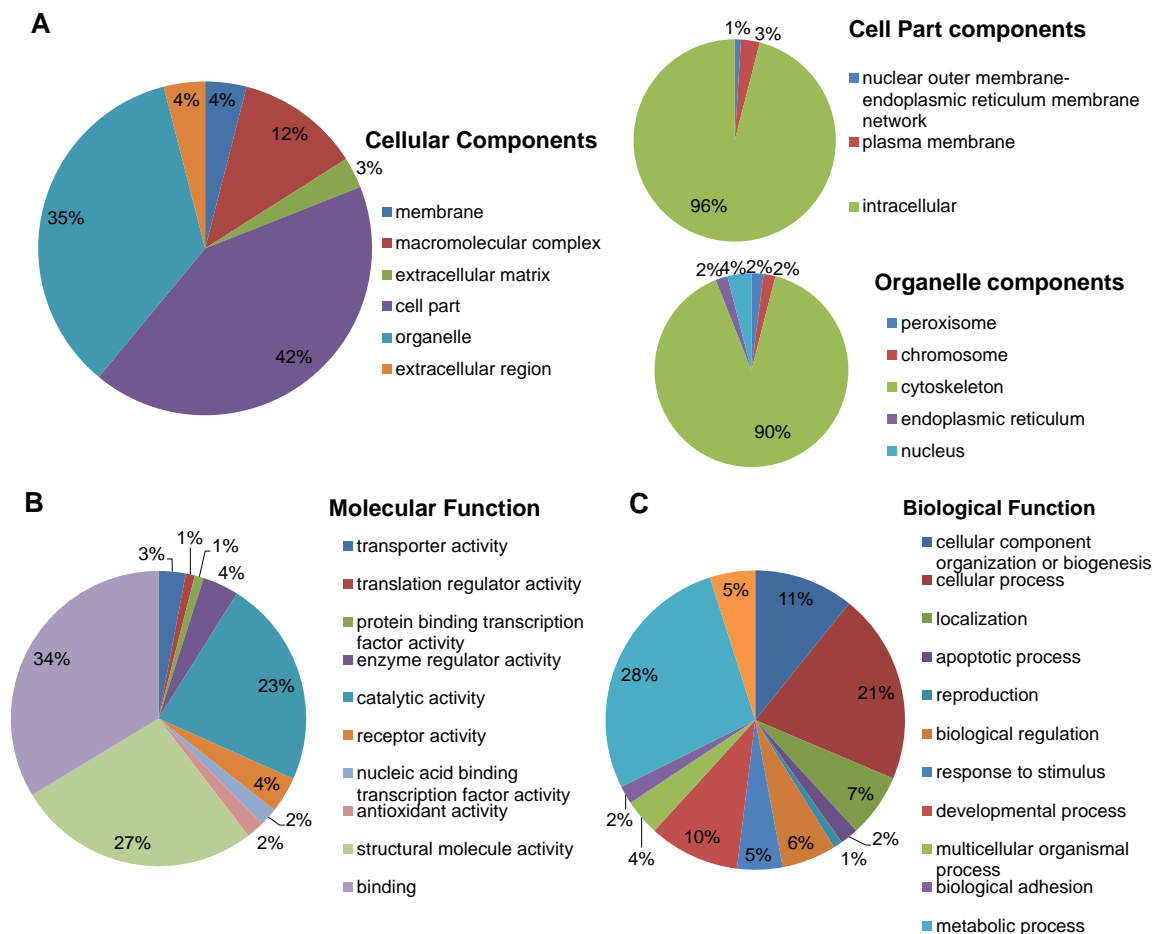 A
4%
4%
12%
3%
35%
42%
Cellular Components
membrane
macromolecular complex
extracellular matrix
cell part
organelle
extracellular region
1%
3%
96%
Cell Part components
nuclear outer membrane-
endoplasmic reticulum membrane
network
plasma membrane
intracellular
2%
4%
2%
2%
90%
Organelle components
peroxisome
chromosome
cytoskeleton
endoplasmic reticulum
nucleus
B
3%
1%
1%
4%
34%
23%
4%
2%
2%
27%
Molecular Function
transporter activity
translation regulator activity
protein binding transcription
factor activity
enzyme regulator activity
catalytic activity
receptor activity
nucleic acid binding
transcription factor activity
antioxidant activity
structural molecule activity
binding
C
5%
11%
28%
21%
7%
2%
1%
6%
5%
10%
4%
2%
Biological Function
cellular component
organization or biogenesis
cellular process
localization
apoptotic process
reproduction
biological regulation
response to stimulus
developmental process
multicellular organismal
process
biological adhesion
metabolic process